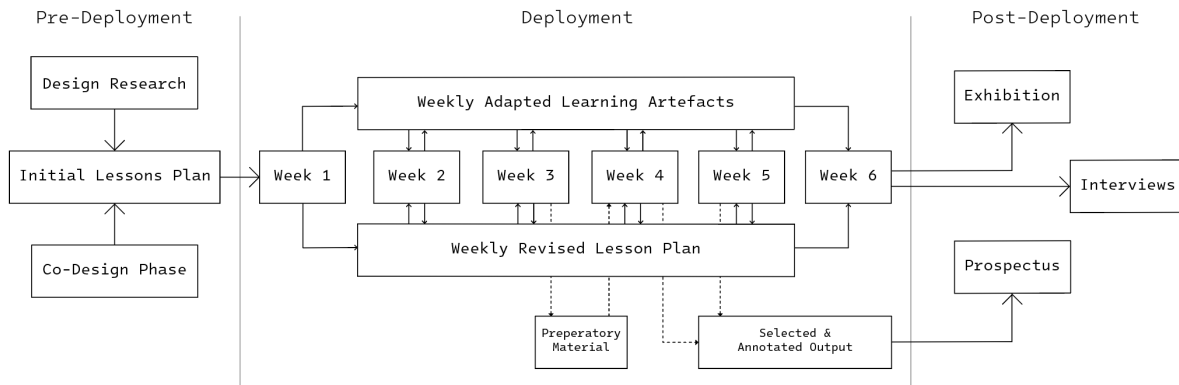 Pre-Deployment
Deployment
Post-Deployment
Design Research
Initial Lessons Plan
Co-Design Phase
Weekly Adapted Learning Artefacts
Week 1
Week 2
Week 3
Week 4
Week 5
Week 6
Weekly Revised Lesson Plan
Preperatory
Material
Selected &
Annotated Output
Exhibition
Interviews
Prospectus